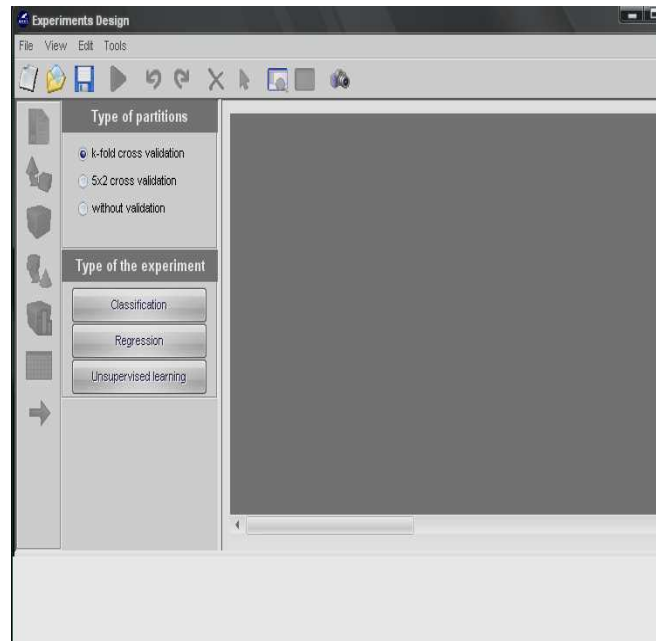 Experiments Design
File View Edit Tools
Type of partitions
k-fold cross validation
5x2 cross validation
without validation
Type of the experiment
Classification
Regression
Unsupervised learning